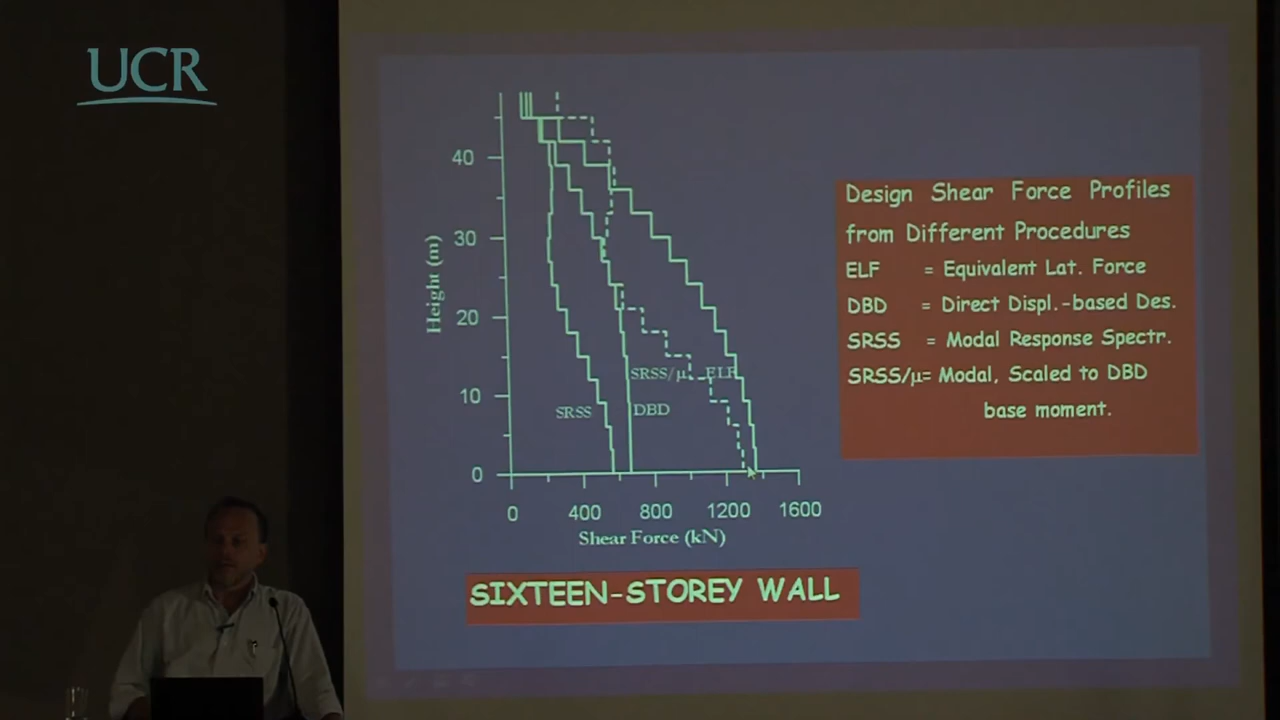 UCR
40
30
20
10
0
Height (m)
SRSS/μ
ELF
SRSS
DBD
0 400 800 1200 1600
Shear Force (kN)
SIXTEEN-STOREY WALL
Design Shear Force Profiles
from Different Procedures
ELF = Equivalent Lat. Force
DBD = Direct Displ.-based Des.
SRSS = Modal Response Spectr.
SRSS/μ= Modal, Scaled to DBD
base moment.